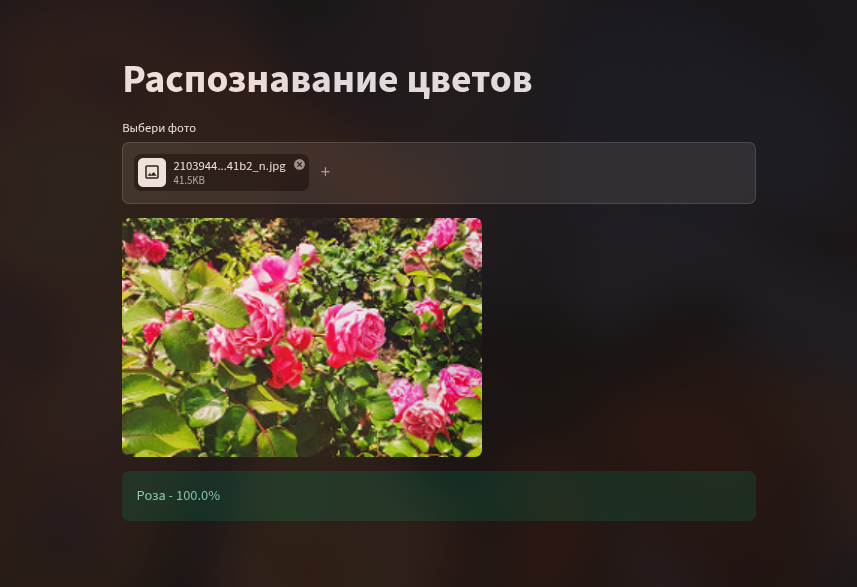 Распознавание цветов
Выбери фото
2103944...41b2_n.jpg
41.5KB
+
Роза - 100.0%